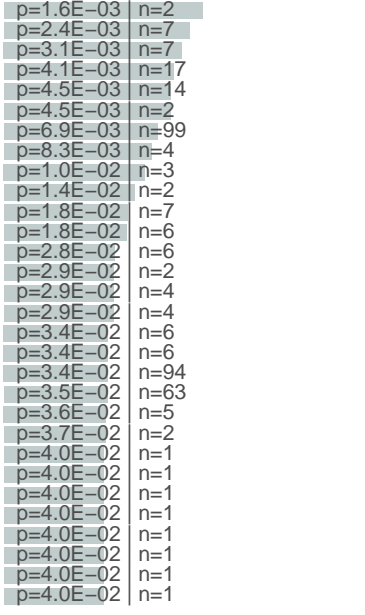 p=1.6E−03 | n=2
p=2.4E−03 | n=7
p=3.1E−03 | n=7
p=4.1E−03 | n=17
p=4.5E−03 | n=14
p=4.5E−03 | n=2
p=6.9E−03 | n=99
p=8.3E−03 | n=4
p=1.0E−02 | n=3
p=1.4E−02 | n=2
p=1.8E−02 | n=7
p=1.8E−02 | n=6
p=2.8E−02 | n=6
p=2.9E−02 | n=2
p=2.9E−02 | n=4
p=2.9E−02 | n=4
p=3.4E−02 | n=6
p=3.4E−02 | n=6
p=3.4E−02 | n=94
p=3.5E−02 | n=63
p=3.6E−02 | n=5
p=3.7E−02 | n=2
p=4.0E−02 | n=1
p=4.0E−02 | n=1
p=4.0E−02 | n=1
p=4.0E−02 | n=1
p=4.0E−02 | n=1
p=4.0E−02 | n=1
p=4.0E−02 | n=1
p=4.0E−02 | n=1